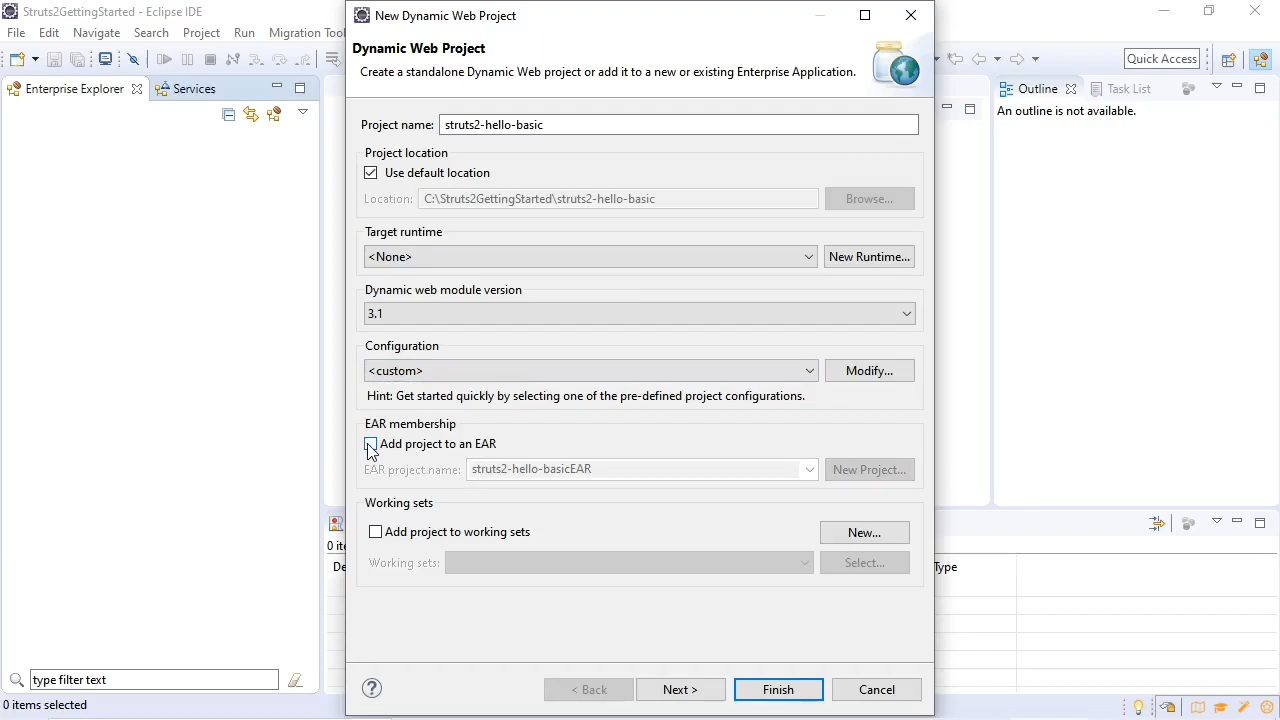 Struts2GettingStarted - Eclipse IDE
New Dynamic Web Project
File Edit Navigate Search Project Run Migration Tool
Dynamic Web Project
Create a standalone Dynamic Web project or add it to a new or existing Enterprise Application.
Quick Access
Enterprise Explorer
Services
Outline
Task List
An outline is not available.
Project name: struts2-hello-basic
Project location
Use default location
Location: C:\Struts2GettingStarted\struts2-hello-basic Browse...
Target runtime
<None> New Runtime...
Dynamic web module version
3.1
Configuration
<custom> Modify...
Hint: Get started quickly by selecting one of the pre-defined project configurations.
EAR membership
Add project to an EAR
EAR project name: struts2-hello-basicEAR New Project...
Working sets
Add project to working sets New...
Working sets: Select...
0 ite
De
Type
type filter text
< Back Next > Finish Cancel
0 items selected